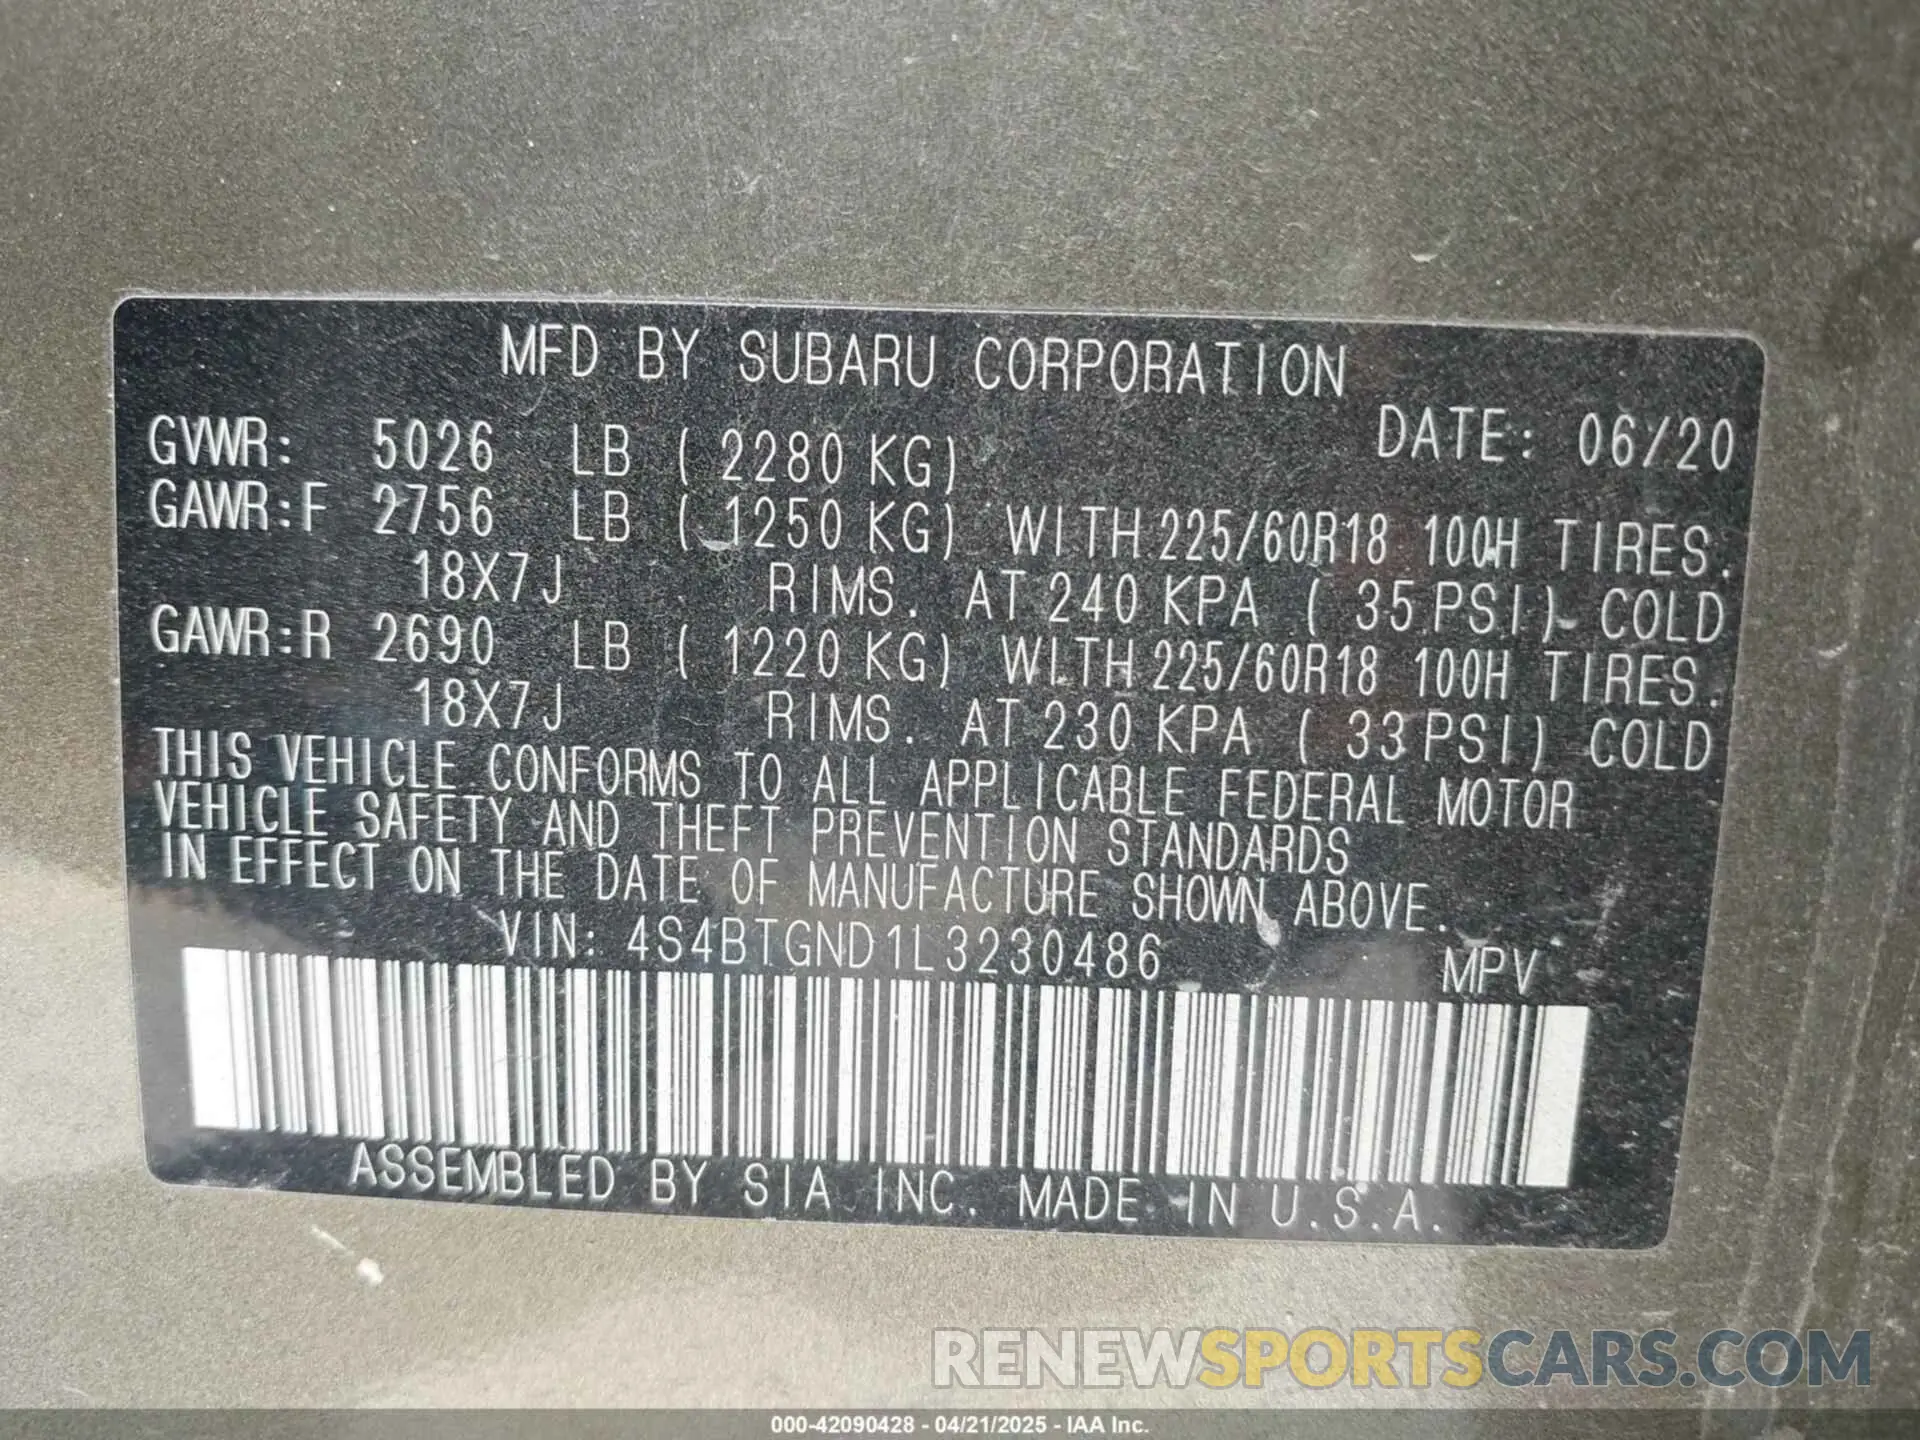 MFD BY SUBARU CORPORATION
DATE: 06/20
GVWR: 5026 LB ( 2280 KG)
GAWR:F 2756 LB ( 1250 KG) WITH 225/60R18 100H TIRES.
18X7J RIMS. AT 240 KPA ( 35 PSI) COLD
GAWR:R 2690 LB ( 1220 KG) WITH 225/60R18 100H TIRES.
18X7J RIMS. AT 230 KPA ( 33 PSI) COLD
THIS VEHICLE CONFORMS TO ALL APPLICABLE FEDERAL MOTOR
VEHICLE SAFETY AND THEFT PREVENTION STANDARDS
IN EFFECT ON THE DATE OF MANUFACTURE SHOWN ABOVE.
VIN: 4S4BTGND1L3230486 MPV
ASSEMBLED BY SIA INC. MADE IN U.S.A.
RENEWSPORTSCARS.COM
000-42090428 - 04/21/2025 - IAA Inc.